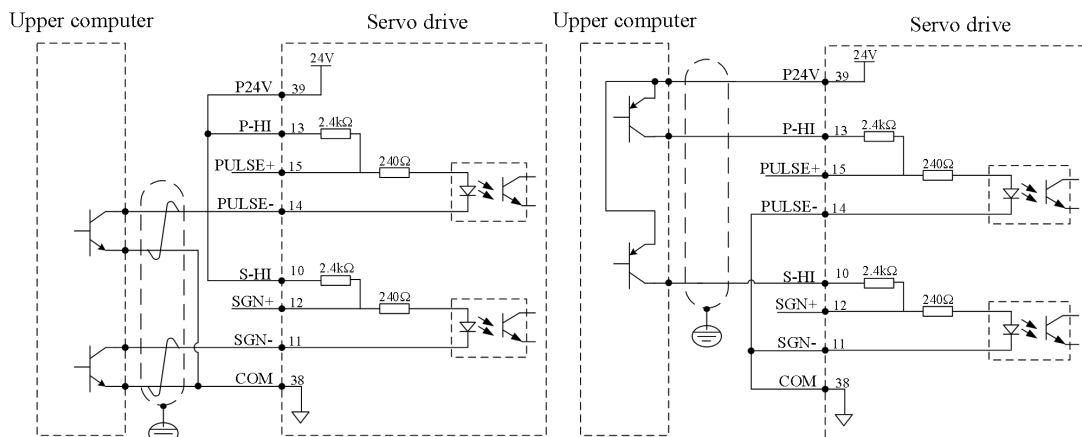 Upper computer
Servo drive
24V
P24V
39
P-HI
13
2.4kΩ
PULSE+
15
240Ω
PULSE-
14
S-HI
10
2.4kΩ
SGN+
12
240Ω
SGN-
11
COM
38
Upper computer
Servo drive
24V
P24V
39
P-HI
13
2.4kΩ
PULSE+
15
240Ω
PULSE-
14
S-HI
10
2.4kΩ
SGN+
12
240Ω
SGN-
11
COM
38